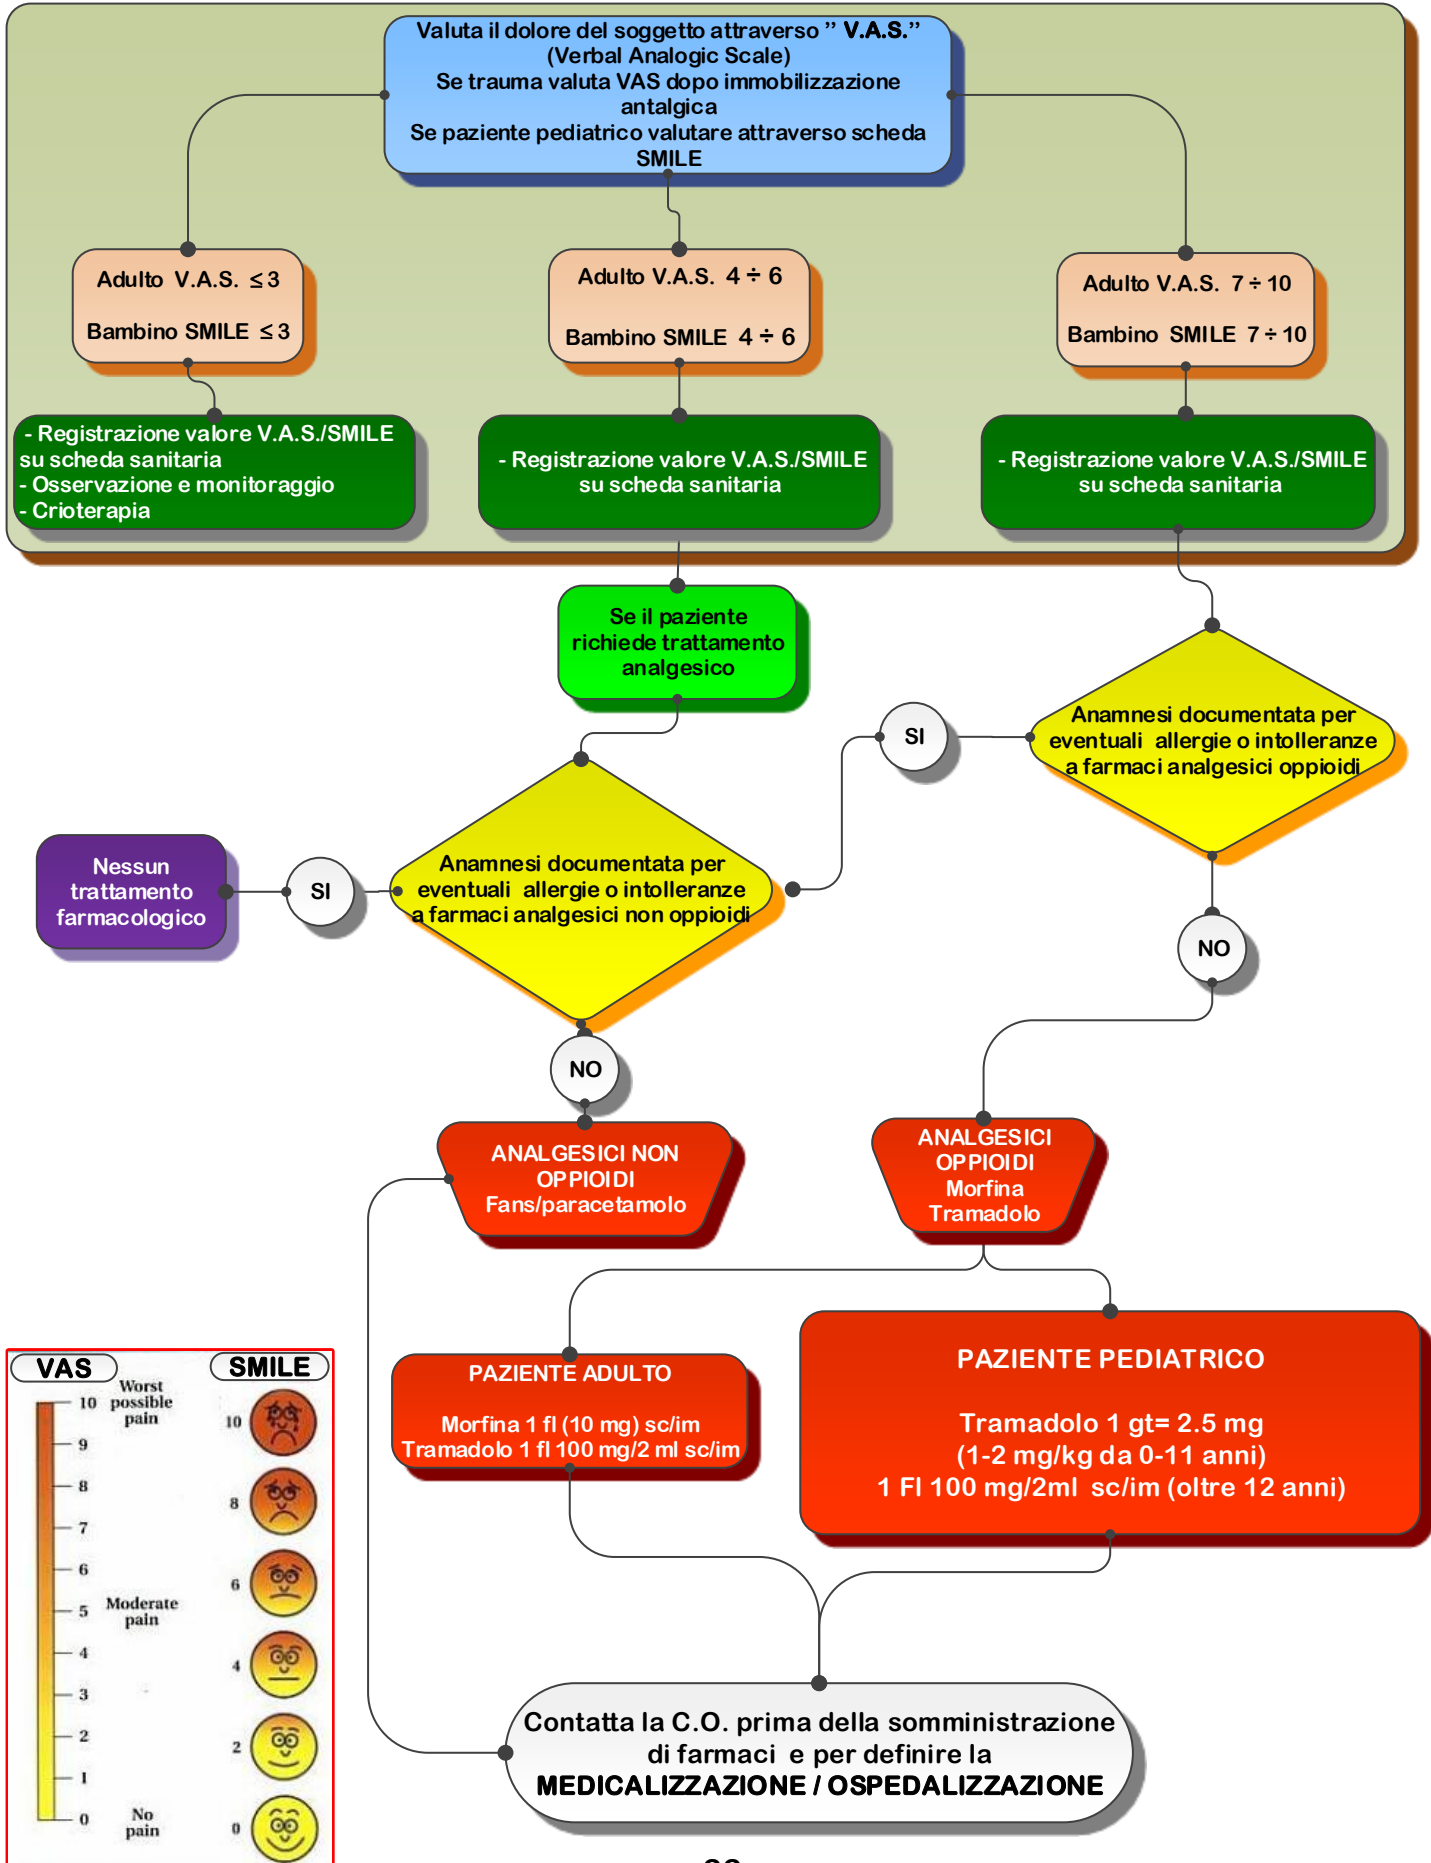 Valuta il dolore del soggetto attraverso ” V.A.S.”
(Verbal Analogic Scale)
Se trauma valuta VAS dopo immobilizzazione
antalgica
Se paziente pediatrico valutare attraverso scheda
SMILE
Adulto V.A.S. ≤ 3
Bambino SMILE ≤ 3
Adulto V.A.S. 4 ÷ 6
Bambino SMILE 4 ÷ 6
Adulto V.A.S. 7 ÷ 10
Bambino SMILE 7 ÷ 10
- Registrazione valore V.A.S./SMILE
su scheda sanitaria
- Osservazione e monitoraggio
- Crioterapia
- Registrazione valore V.A.S./SMILE
su scheda sanitaria
- Registrazione valore V.A.S./SMILE
su scheda sanitaria
Se il paziente
richiede trattamento
analgesico
Anamnesi documentata per
eventuali allergie o intolleranze
a farmaci analgesici oppioidi
SI
Nessun
trattamento
farmacologico
SI
Anamnesi documentata per
eventuali allergie o intolleranze
a farmaci analgesici non oppioidi
NO
NO
ANALGESICI NON
OPPIOIDI
Fans/paracetamolo
ANALGESICI
OPPIOIDI
Morfina
Tramadolo
PAZIENTE ADULTO
Morfina 1 fl (10 mg) sc/im
Tramadolo 1 fl 100 mg/2 ml sc/im
PAZIENTE PEDIATRICO
Tramadolo 1 gt= 2.5 mg
(1-2 mg/kg da 0-11 anni)
1 Fl 100 mg/2ml sc/im (oltre 12 anni)
VAS
SMILE
10
Worst
possible
pain
9
8
7
6
5
Moderate
pain
4
3
2
1
0
No
pain
10
8
6
4
2
0
Contatta la C.O. prima della somministrazione
di farmaci e per definire la
MEDICALIZZAZIONE / OSPEDALIZZAZIONE